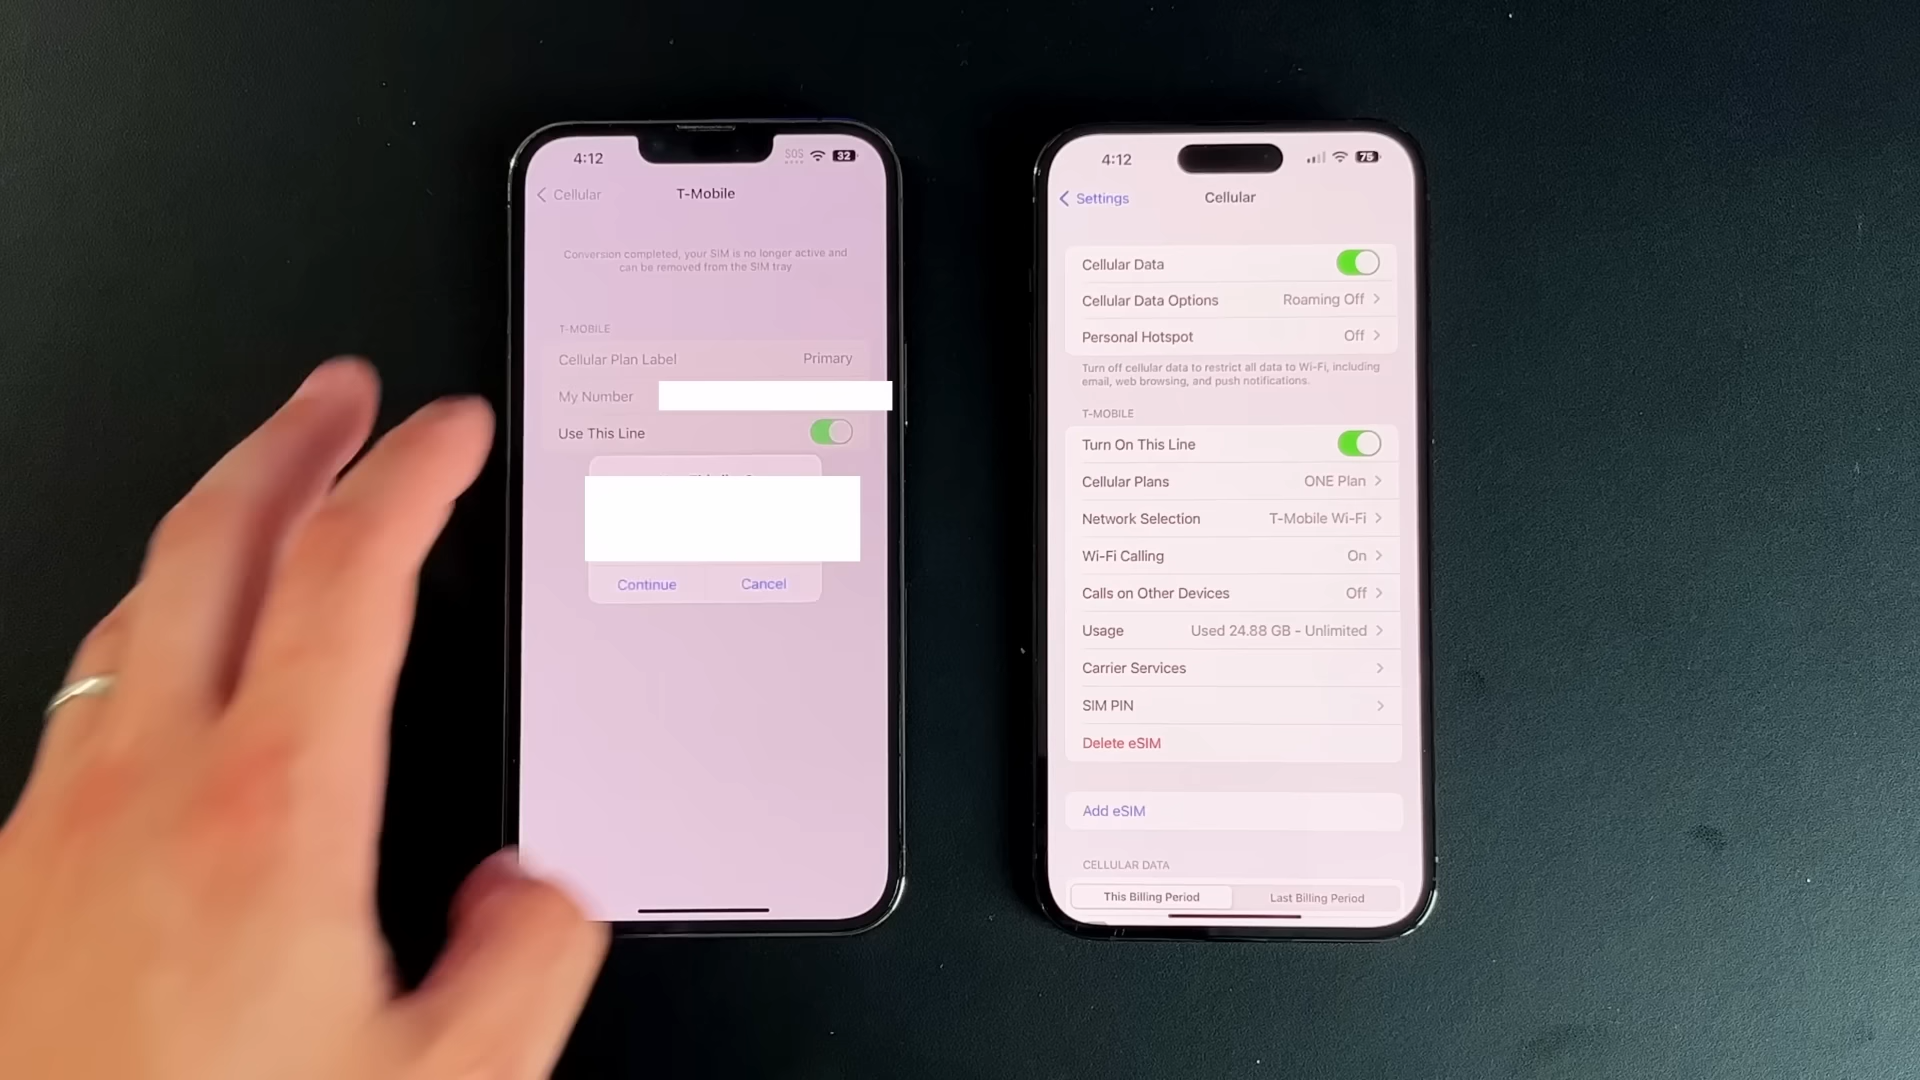 4:12
SOS
32
Cellular
T-Mobile
Conversion completed, your SIM is no longer active and
can be removed from the SIM tray
T-MOBILE
Cellular Plan Label Primary
My Number
Use This Line
Continue Cancel
4:12
75
Settings
Cellular
Cellular Data
Cellular Data Options Roaming Off
Personal Hotspot Off
Turn off cellular data to restrict all data to Wi-Fi, including
email, web browsing, and push notifications.
T-MOBILE
Turn On This Line
Cellular Plans ONE Plan
Network Selection T-Mobile Wi-Fi
Wi-Fi Calling On
Calls on Other Devices Off
Usage Used 24.88 GB - Unlimited
Carrier Services
SIM PIN
Delete eSIM
Add eSIM
CELLULAR DATA
This Billing Period Last Billing Period